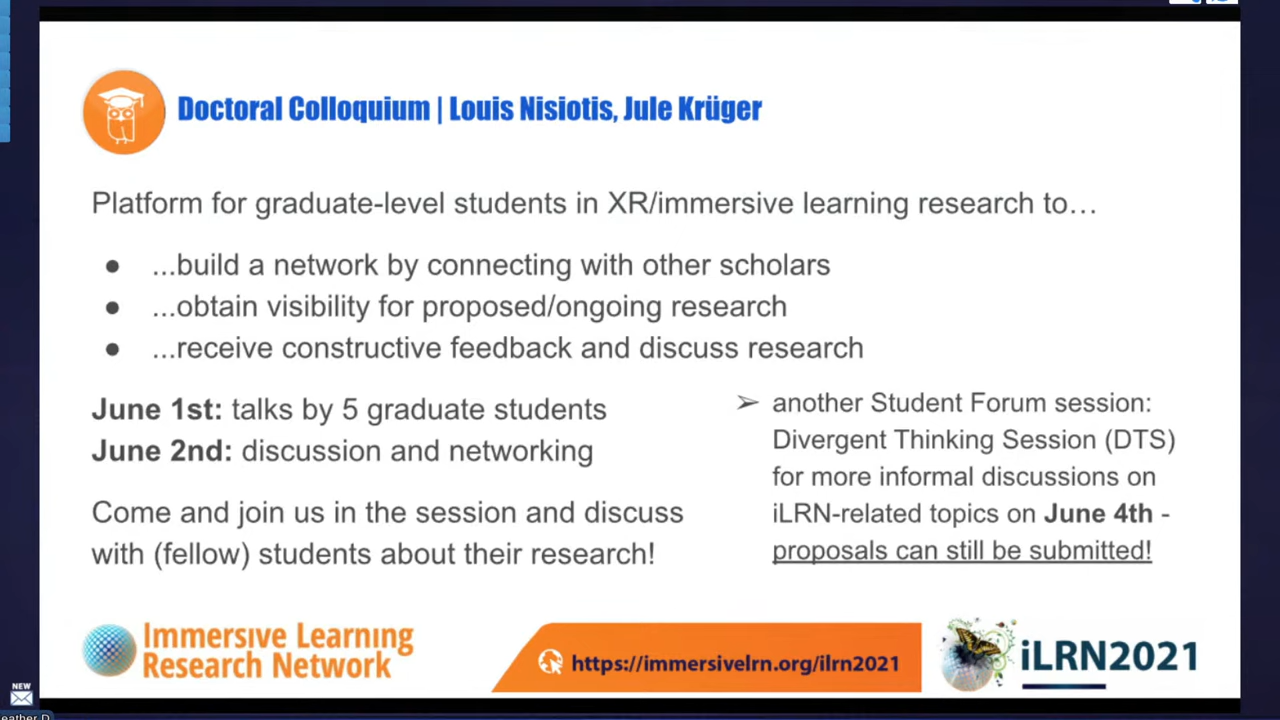 Doctoral Colloquium | Louis Nisiotis, Jule Krüger
Platform for graduate-level students in XR/immersive learning research to…
● ...build a network by connecting with other scholars
● ...obtain visibility for proposed/ongoing research
● ...receive constructive feedback and discuss research
June 1st: talks by 5 graduate students
June 2nd: discussion and networking
Come and join us in the session and discuss
with (fellow) students about their research!
➢ another Student Forum session:
Divergent Thinking Session (DTS)
for more informal discussions on
iLRN-related topics on June 4th -
proposals can still be submitted!
Immersive Learning
Research Network
https://immersivelrn.org/ilrn2021
iLRN2021
NEW
eather D